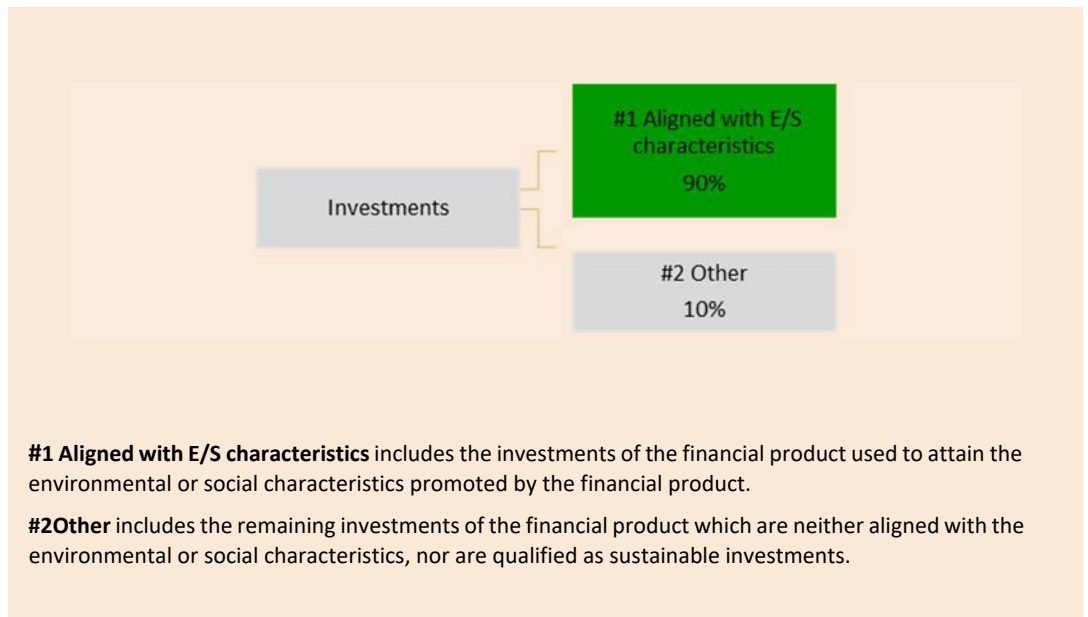 #1 Aligned with E/S
characteristics
90%
Investments
#2 Other
10%
#1 Aligned with E/S characteristics includes the investments of the financial product used to attain the
environmental or social characteristics promoted by the financial product.
#2Other includes the remaining investments of the financial product which are neither aligned with the
environmental or social characteristics, nor are qualified as sustainable investments.